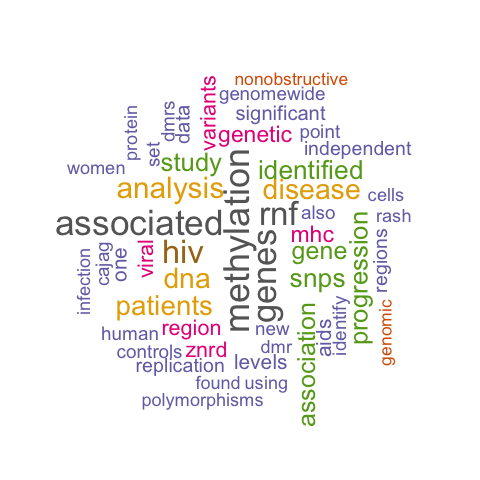 nonobstructive
genomewide
significant
variants
dmrs
data
protein
set
genetic
point
independent
women
study
identified
analysis
disease
cells
associated
methylation
rnf
also
rash
genes
mhc
hiv
gene
progression
regions
viral
one
cajag
infection
dna
snps
patients
human
region
new
aids
identify
genomic
controls
znrd
dmr
replication
levels
association
found
using
polymorphisms